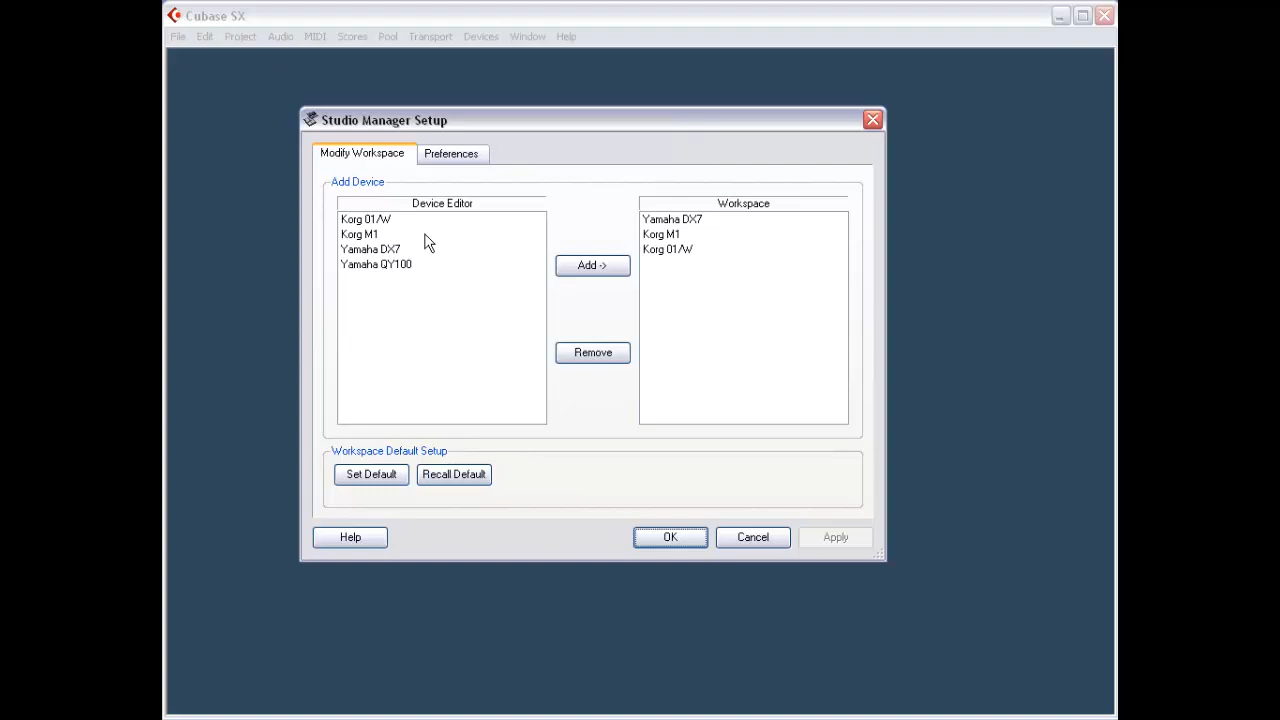 Cubase SX
File Edit Project Audio MIDI Scores Pool Transport Devices Window Help
Studio Manager Setup
Modify Workspace Preferences
Add Device
Device Editor
Korg 01/W
Korg M1
Yamaha DX7
Yamaha QY100
Add ->
Remove
Workspace
Yamaha DX7
Korg M1
Korg 01/W
Workspace Default Setup
Set Default Recall Default
Help OK Cancel Apply